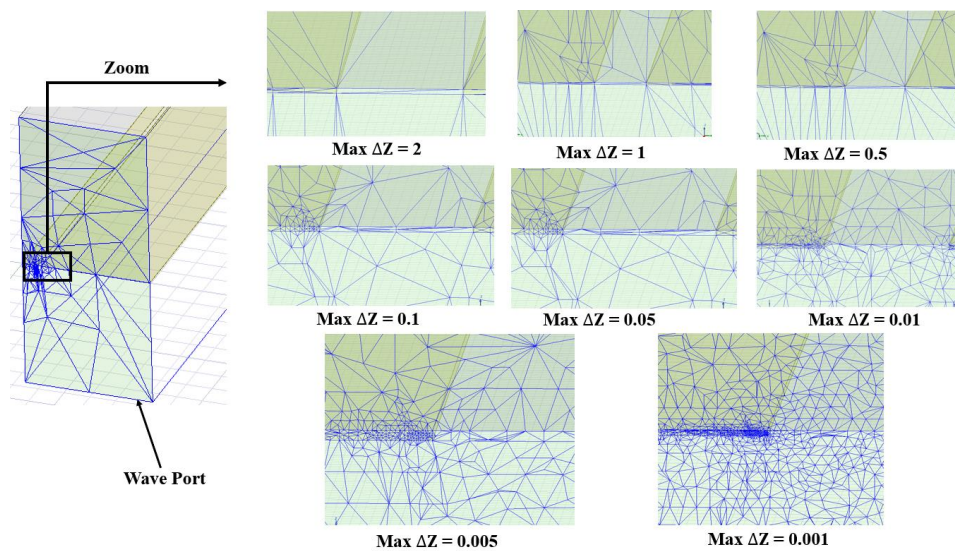 Zoom
Max ΔZ = 2
Max ΔZ = 1
Max ΔZ = 0.5
Max ΔZ = 0.1
Max ΔZ = 0.05
Max ΔZ = 0.01
Wave Port
Max ΔZ = 0.005
Max ΔZ = 0.001